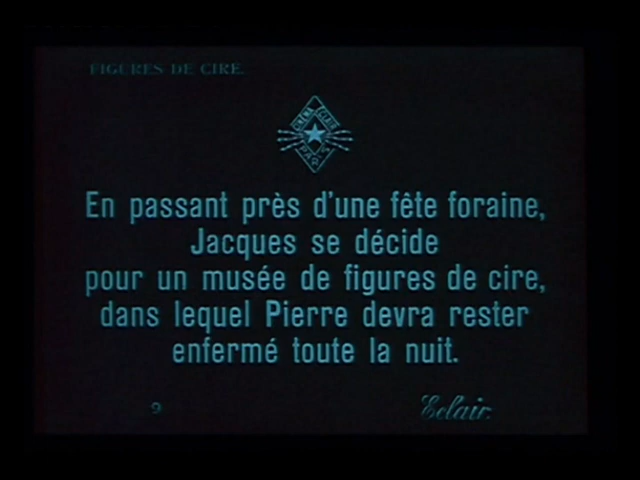 FIGURES DE CIRE.
En passant près d'une fête foraine,
Jacques se décide
pour un musée de figures de cire,
dans lequel Pierre devra rester
enfermé toute la nuit.
9
Eclair.